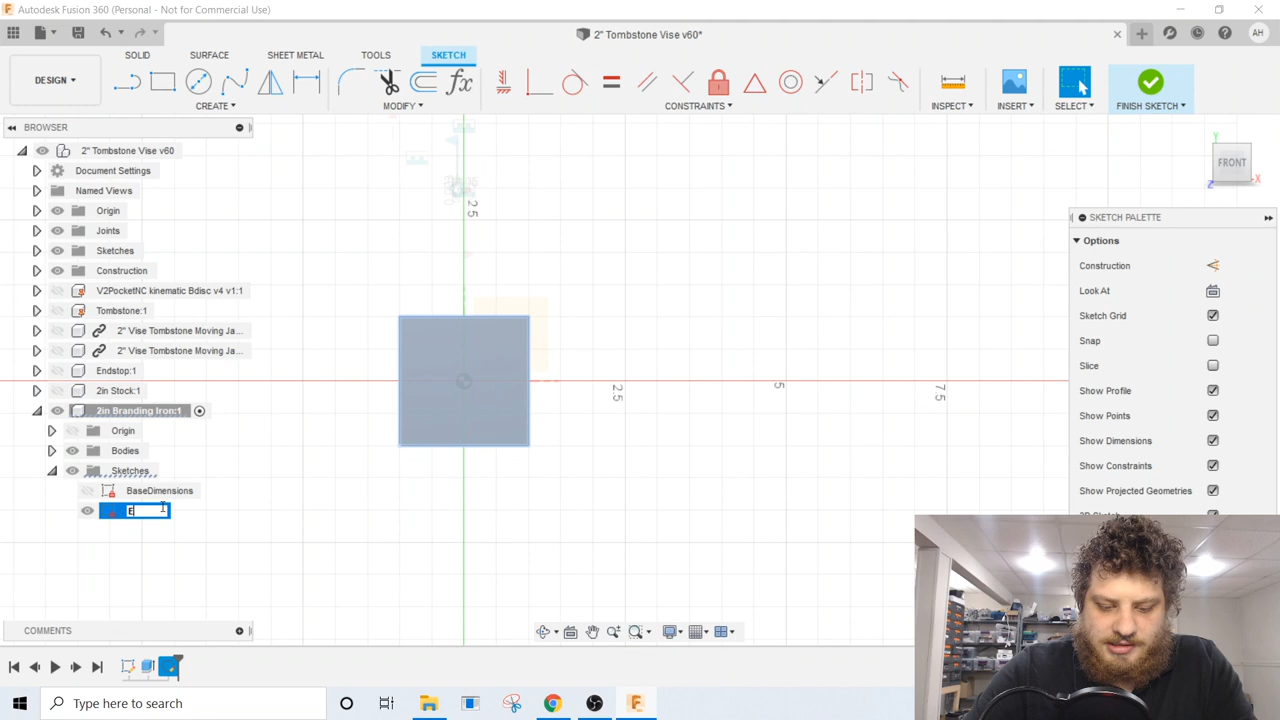 Autodesk Fusion 360 (Personal - Not for Commercial Use)
2" Tombstone Vise v60*
AH
DESIGN
SOLID
SURFACE
SHEET METAL
TOOLS
SKETCH
CREATE
MODIFY
CONSTRAINTS
INSPECT
INSERT
SELECT
FINISH SKETCH
BROWSER
2" Tombstone Vise v60
Document Settings
Named Views
Origin
Joints
Sketches
Construction
V2PocketNC kinematic Bdisc v4 v1:1
Tombstone:1
2" Vise Tombstone Moving Ja...
2" Vise Tombstone Moving Ja...
Endstop:1
2in Stock:1
2in Branding Iron:1
Origin
Bodies
Sketches
BaseDimensions
E
2.5
2.5
5
7.5
Y
FRONT
Z
X
SKETCH PALETTE
Options
Construction
Look At
Sketch Grid
Snap
Slice
Show Profile
Show Points
Show Dimensions
Show Constraints
Show Projected Geometries
COMMENTS
Type here to search